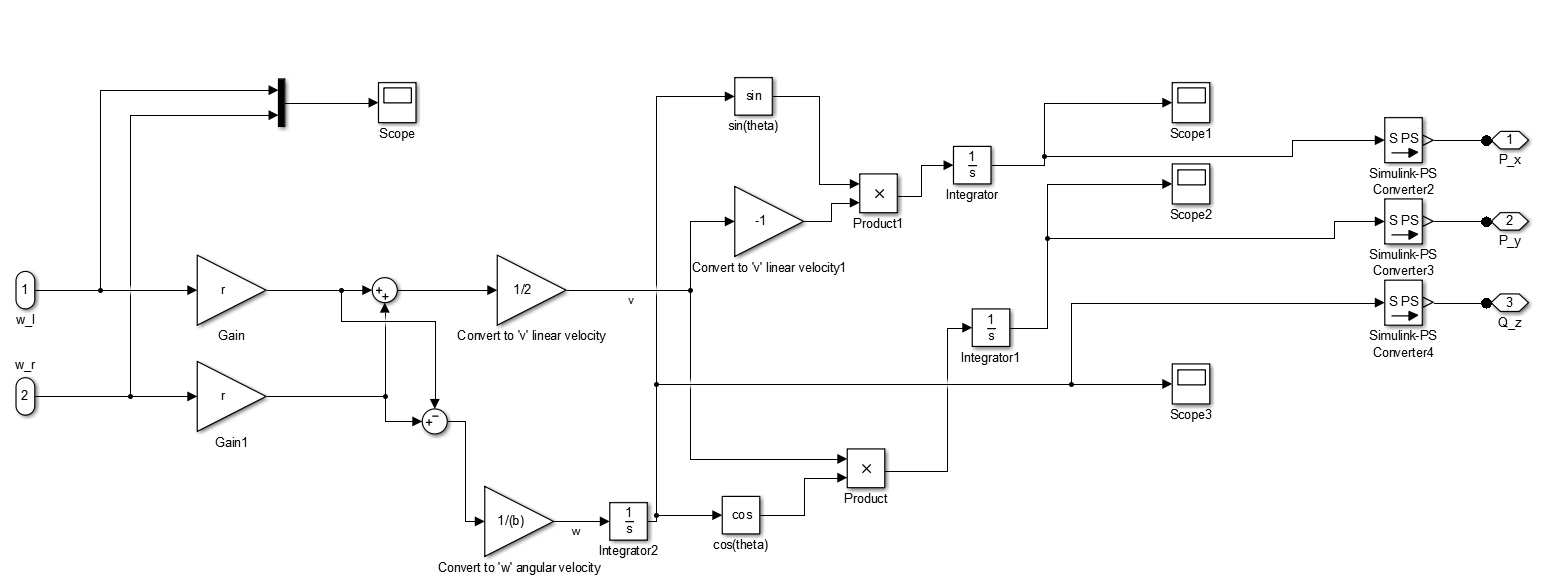 Scope
sin
sin(theta)
Scope1
1
s
Integrator
S PS
Simulink-PS
Converter2
1
P_x
-1
×
Product1
Scope2
Convert to 'v' linear velocity1
S PS
Simulink-PS
Converter3
2
P_y
1
w_l
r
Gain
+
+
1/2
Convert to 'v' linear velocity
v
1
s
Integrator1
S PS
Simulink-PS
Converter4
3
Q_z
w_r
2
r
Gain1
−
+
Scope3
×
Product
1/(b)
Convert to 'w' angular velocity
w
1
s
Integrator2
cos
cos(theta)